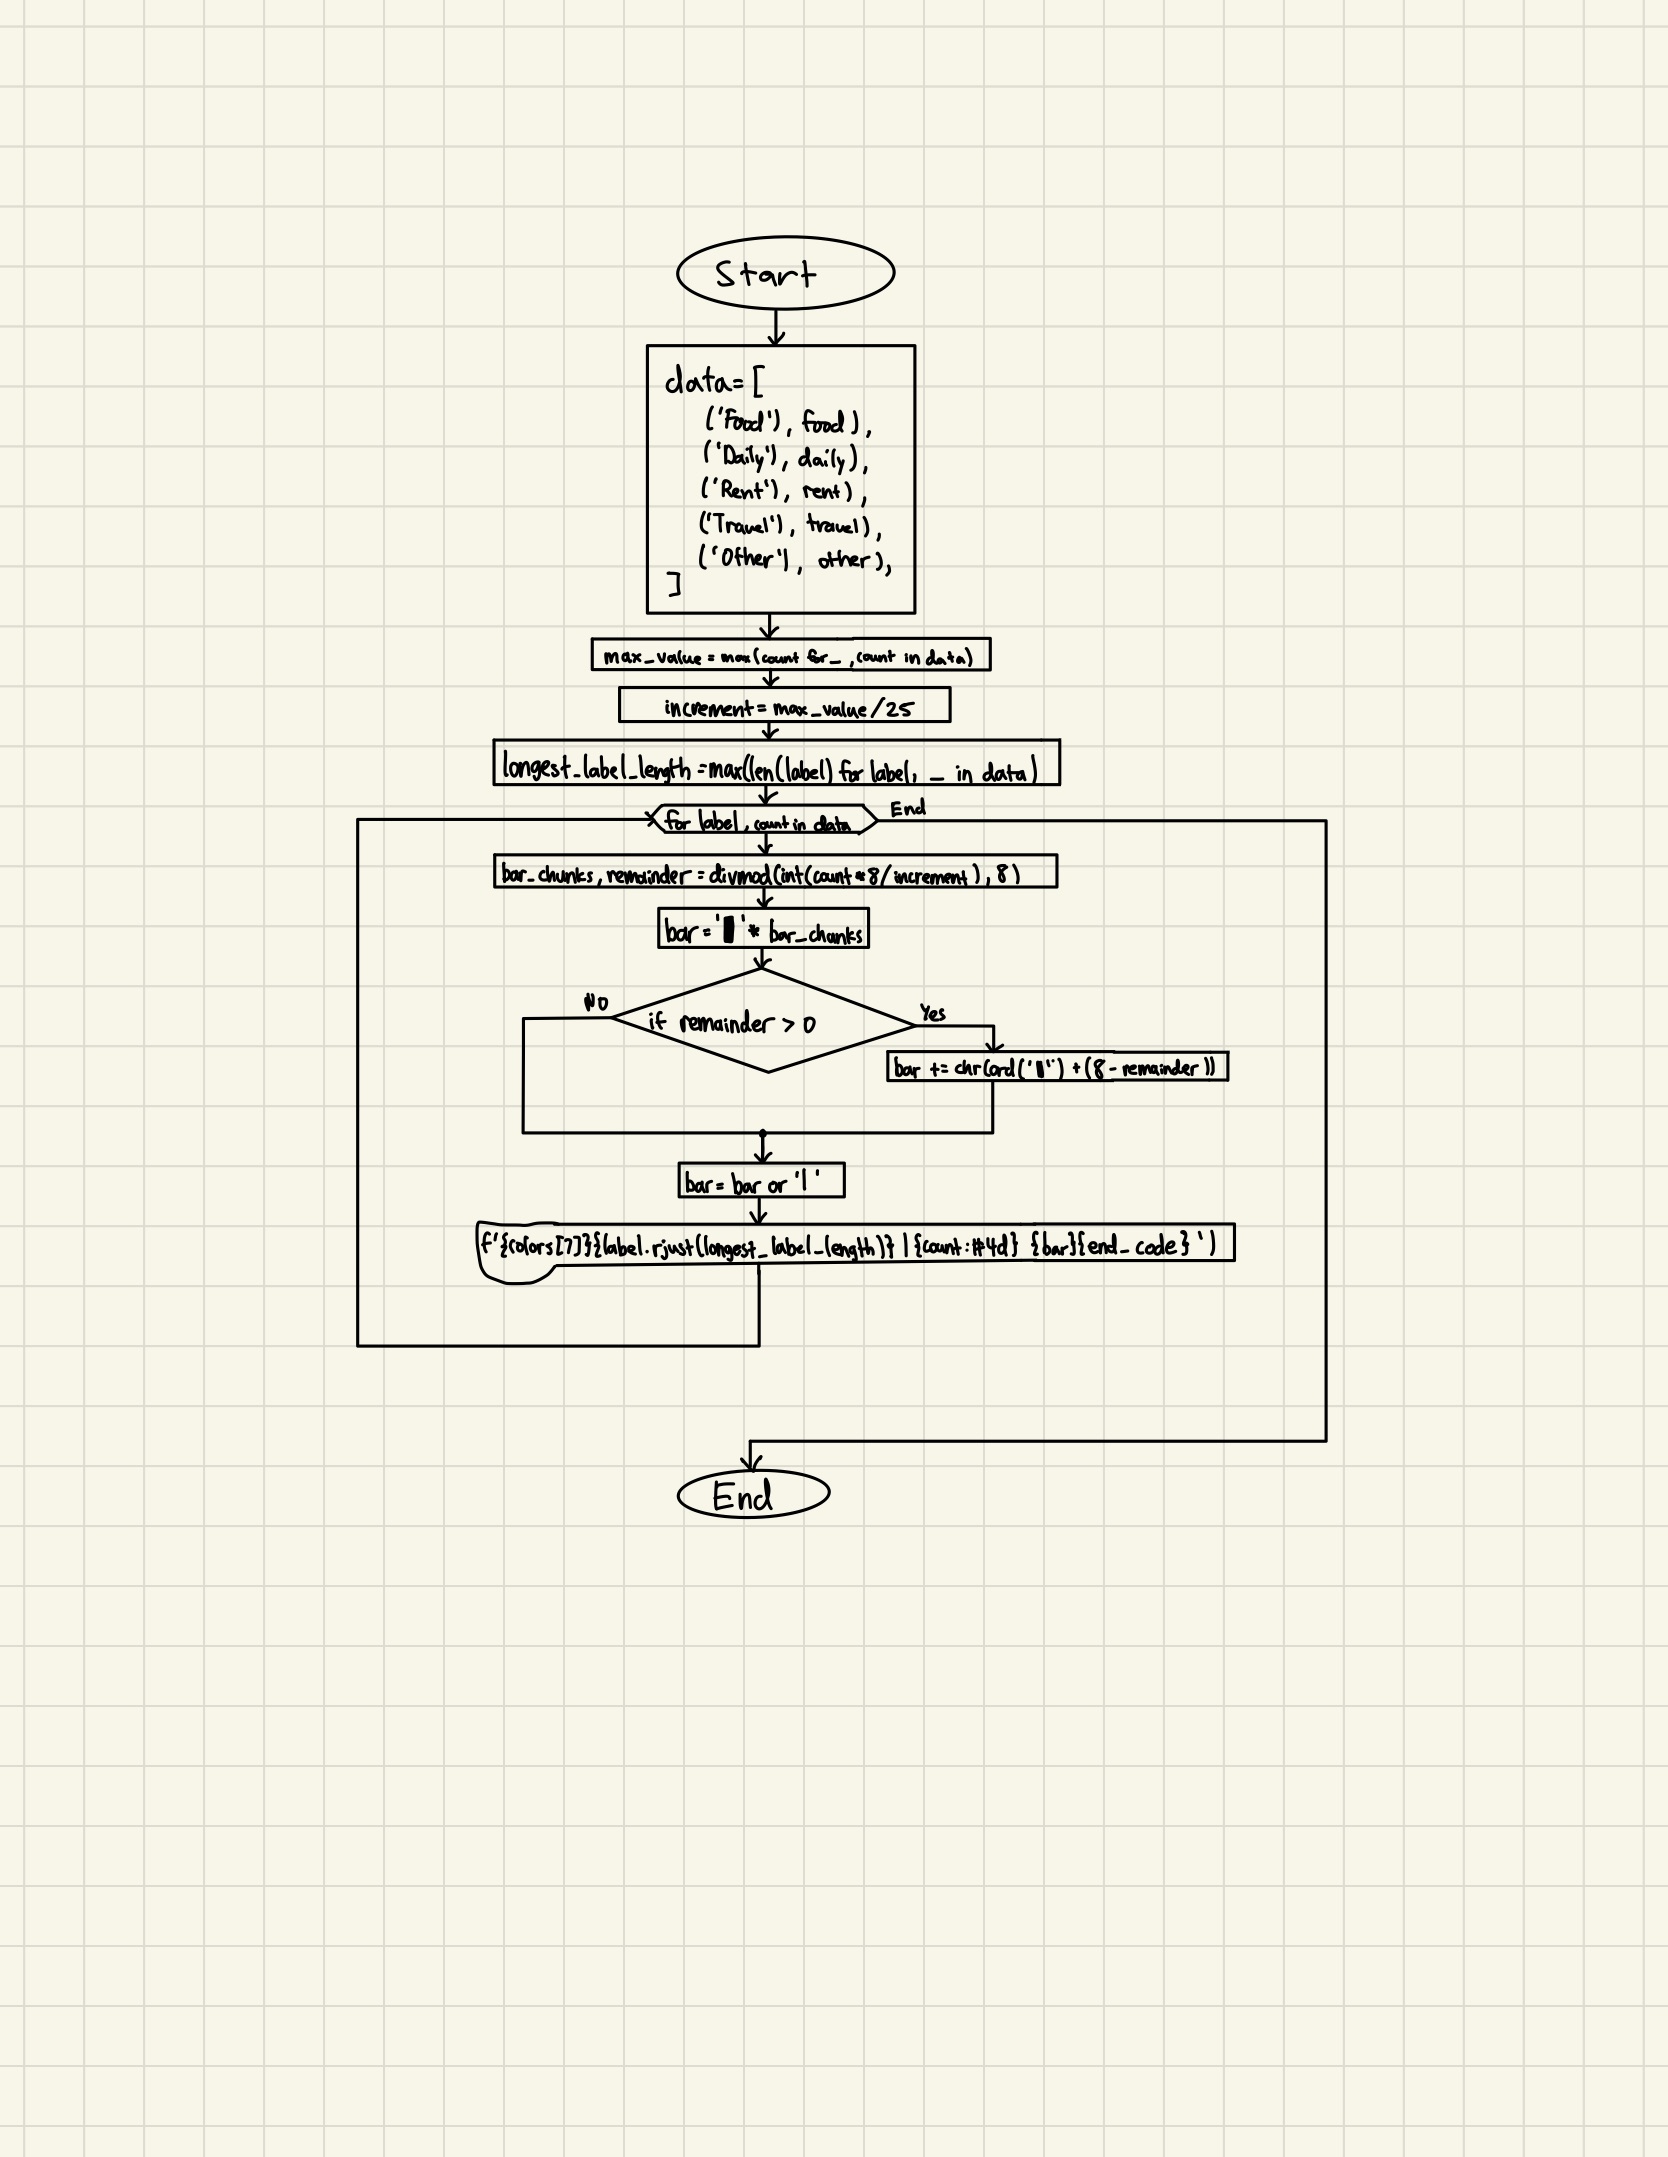 Start
data=[
('Food'), food),
('Daily'), daily),
('Rent'), rent),
('Travel'), travel),
('Other'), other),
]
max_value = max(count for _ , count in data)
increment = max_value /25
longest_label_length =max(len(label) for label, _ in data)
for label, count in data
End
bar_chunks, remainder = divmod(int(count*8/increment), 8)
bar = '█' * bar_chunks
if remainder > 0
No
Yes
bar += chr(ord('▋') + (8 - remainder))
bar = bar or '|'
f'{colors[7]}{label.rjust(longest_label_length)} | {count:#4d} {bar}{end_code} ')
End